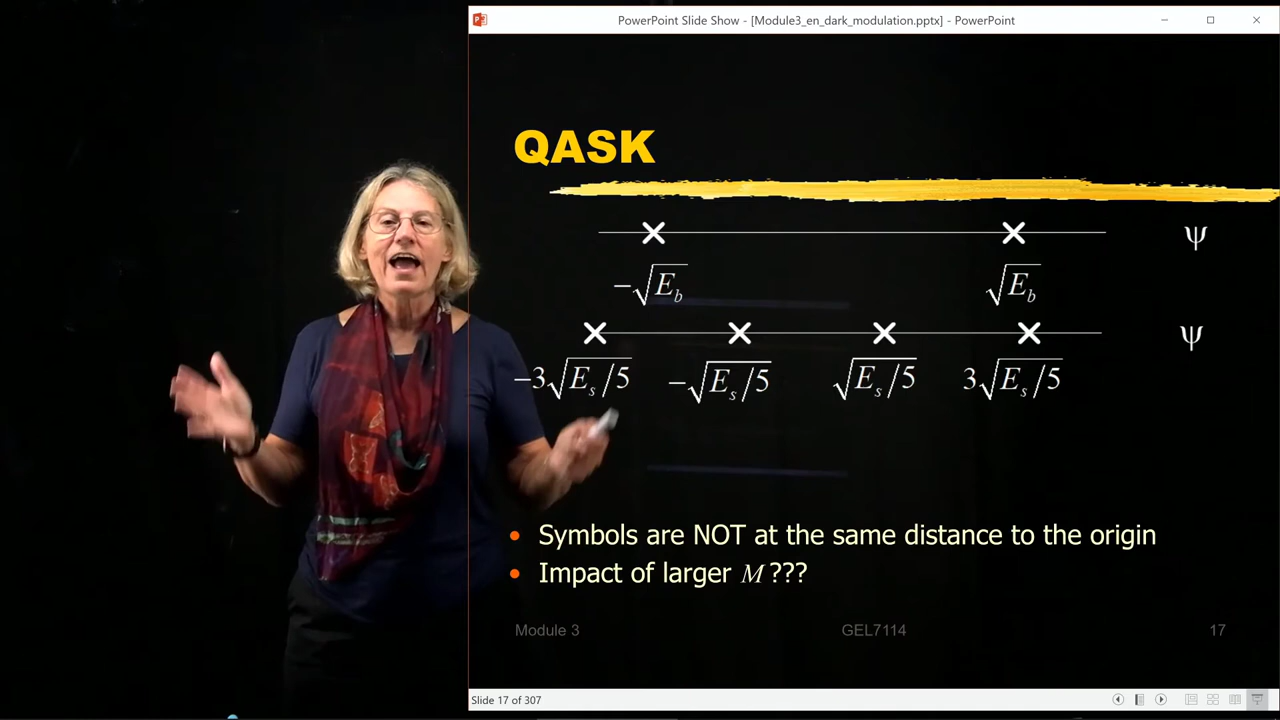 PowerPoint Slide Show - [Module3_en_dark_modulation.pptx] - PowerPoint
QASK
ψ
−√E_b √E_b
ψ
−3√E_s/5 −√E_s/5 √E_s/5 3√E_s/5
• Symbols are NOT at the same distance to the origin
• Impact of larger M ???
Module 3 GEL7114 17
Slide 17 of 307